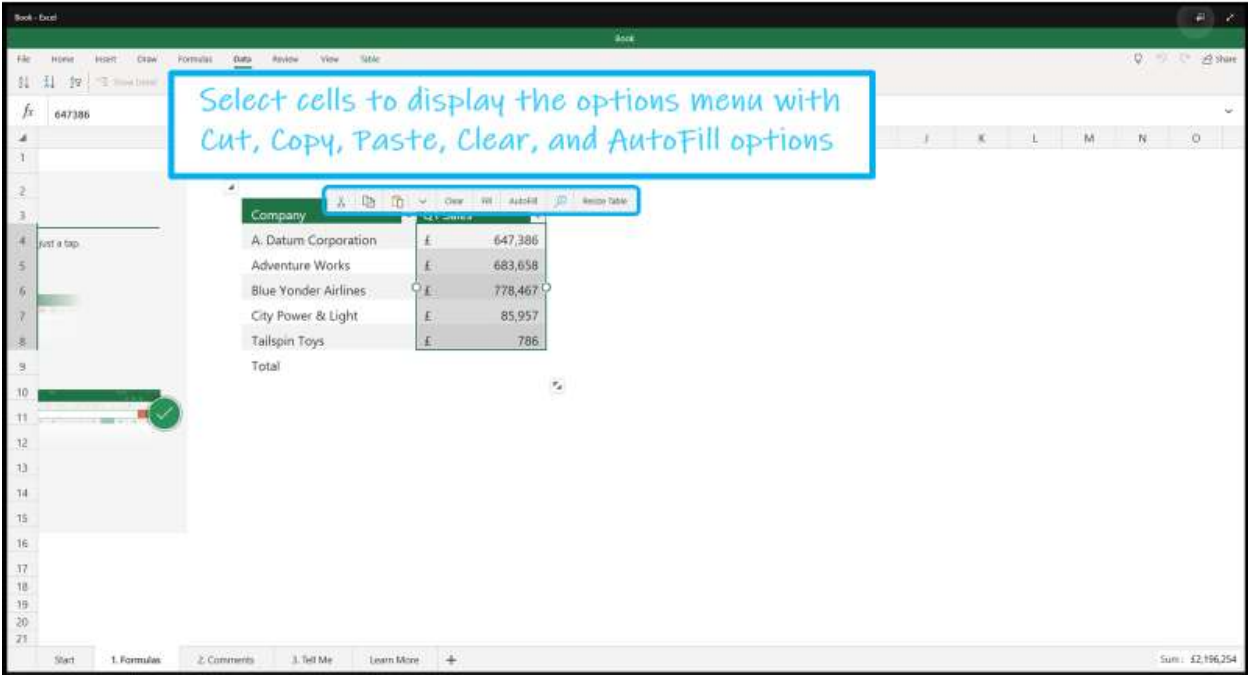 Book - Excel
Book
File Home Insert Draw Formulas Data Review View Table Share
Select cells to display the options menu with
Cut, Copy, Paste, Clear, and AutoFill options
fx 647386
J K L M N O
1
2
Clear Fill AutoFill Resize Table
3 Company Q1 Sales
4 just a tap. A. Datum Corporation £ 647,386
5 Adventure Works £ 683,658
6 Blue Yonder Airlines £ 778,467
7 City Power & Light £ 85,957
8 Tailspin Toys £ 786
9 Total
10
11
12
13
14
15
16
17
18
19
20
21
Start 1. Formulas 2. Comments 3. Tell Me Learn More Sum : £2,196,254